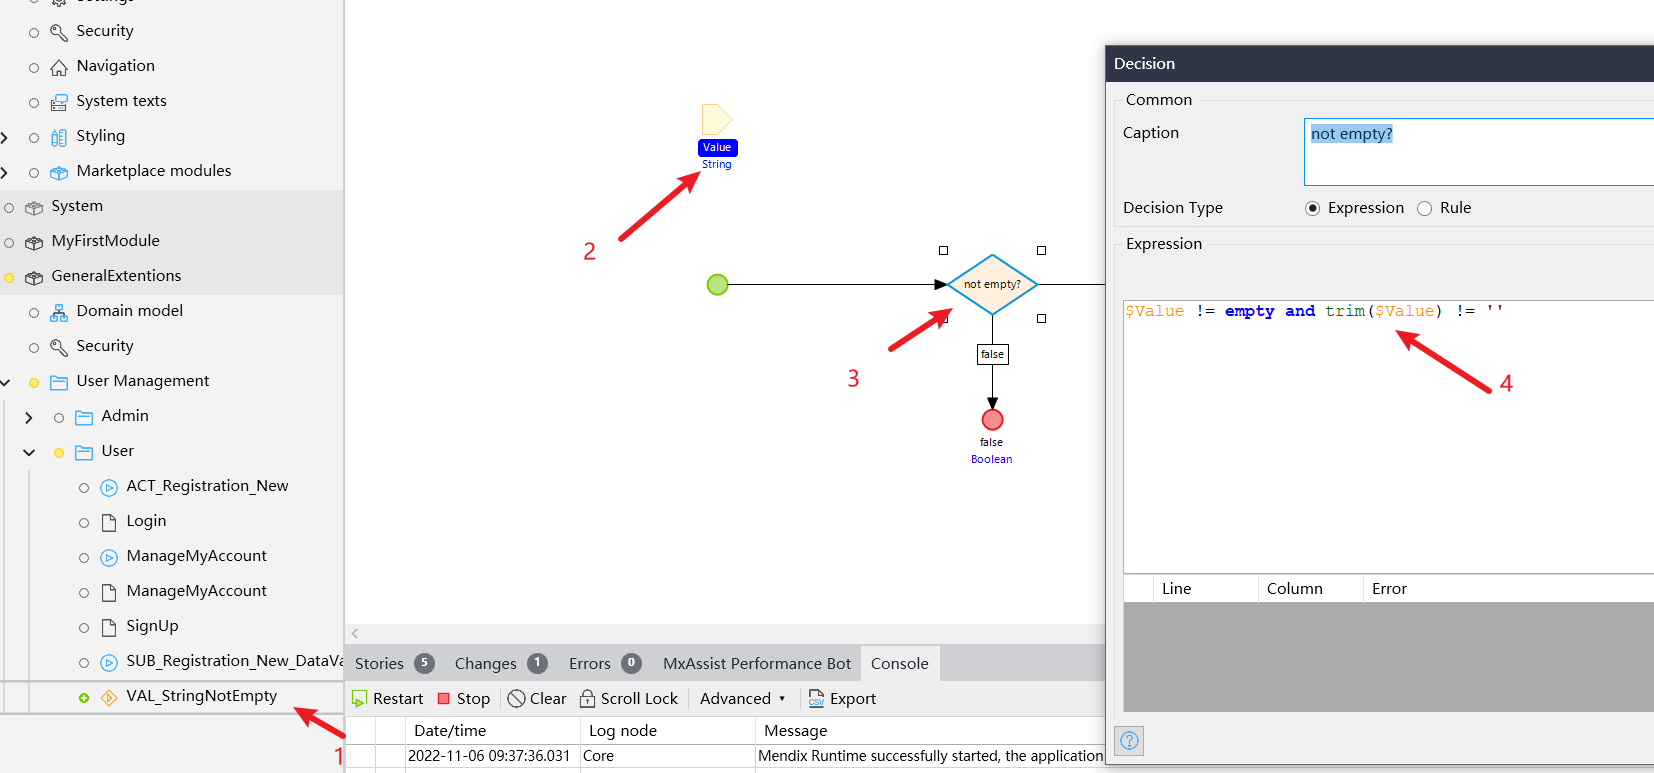 Settings
Security
Navigation
System texts
Styling
Marketplace modules
System
MyFirstModule
GeneralExtentions
Domain model
Security
User Management
Admin
User
ACT_Registration_New
Login
ManageMyAccount
ManageMyAccount
SignUp
SUB_Registration_New_DataVa
VAL_StringNotEmpty
1
Value
String
2
not empty?
3
false
false
Boolean
Decision
Common
Caption
not empty?
Decision Type
Expression
Rule
Expression
$Value != empty and trim($Value) != ''
4
Line Column Error
?
Stories 5 Changes 1 Errors 0 MxAssist Performance Bot Console
Restart Stop Clear Scroll Lock Advanced CSV Export
Date/time Log node Message
2022-11-06 09:37:36.031 Core Mendix Runtime successfully started, the application